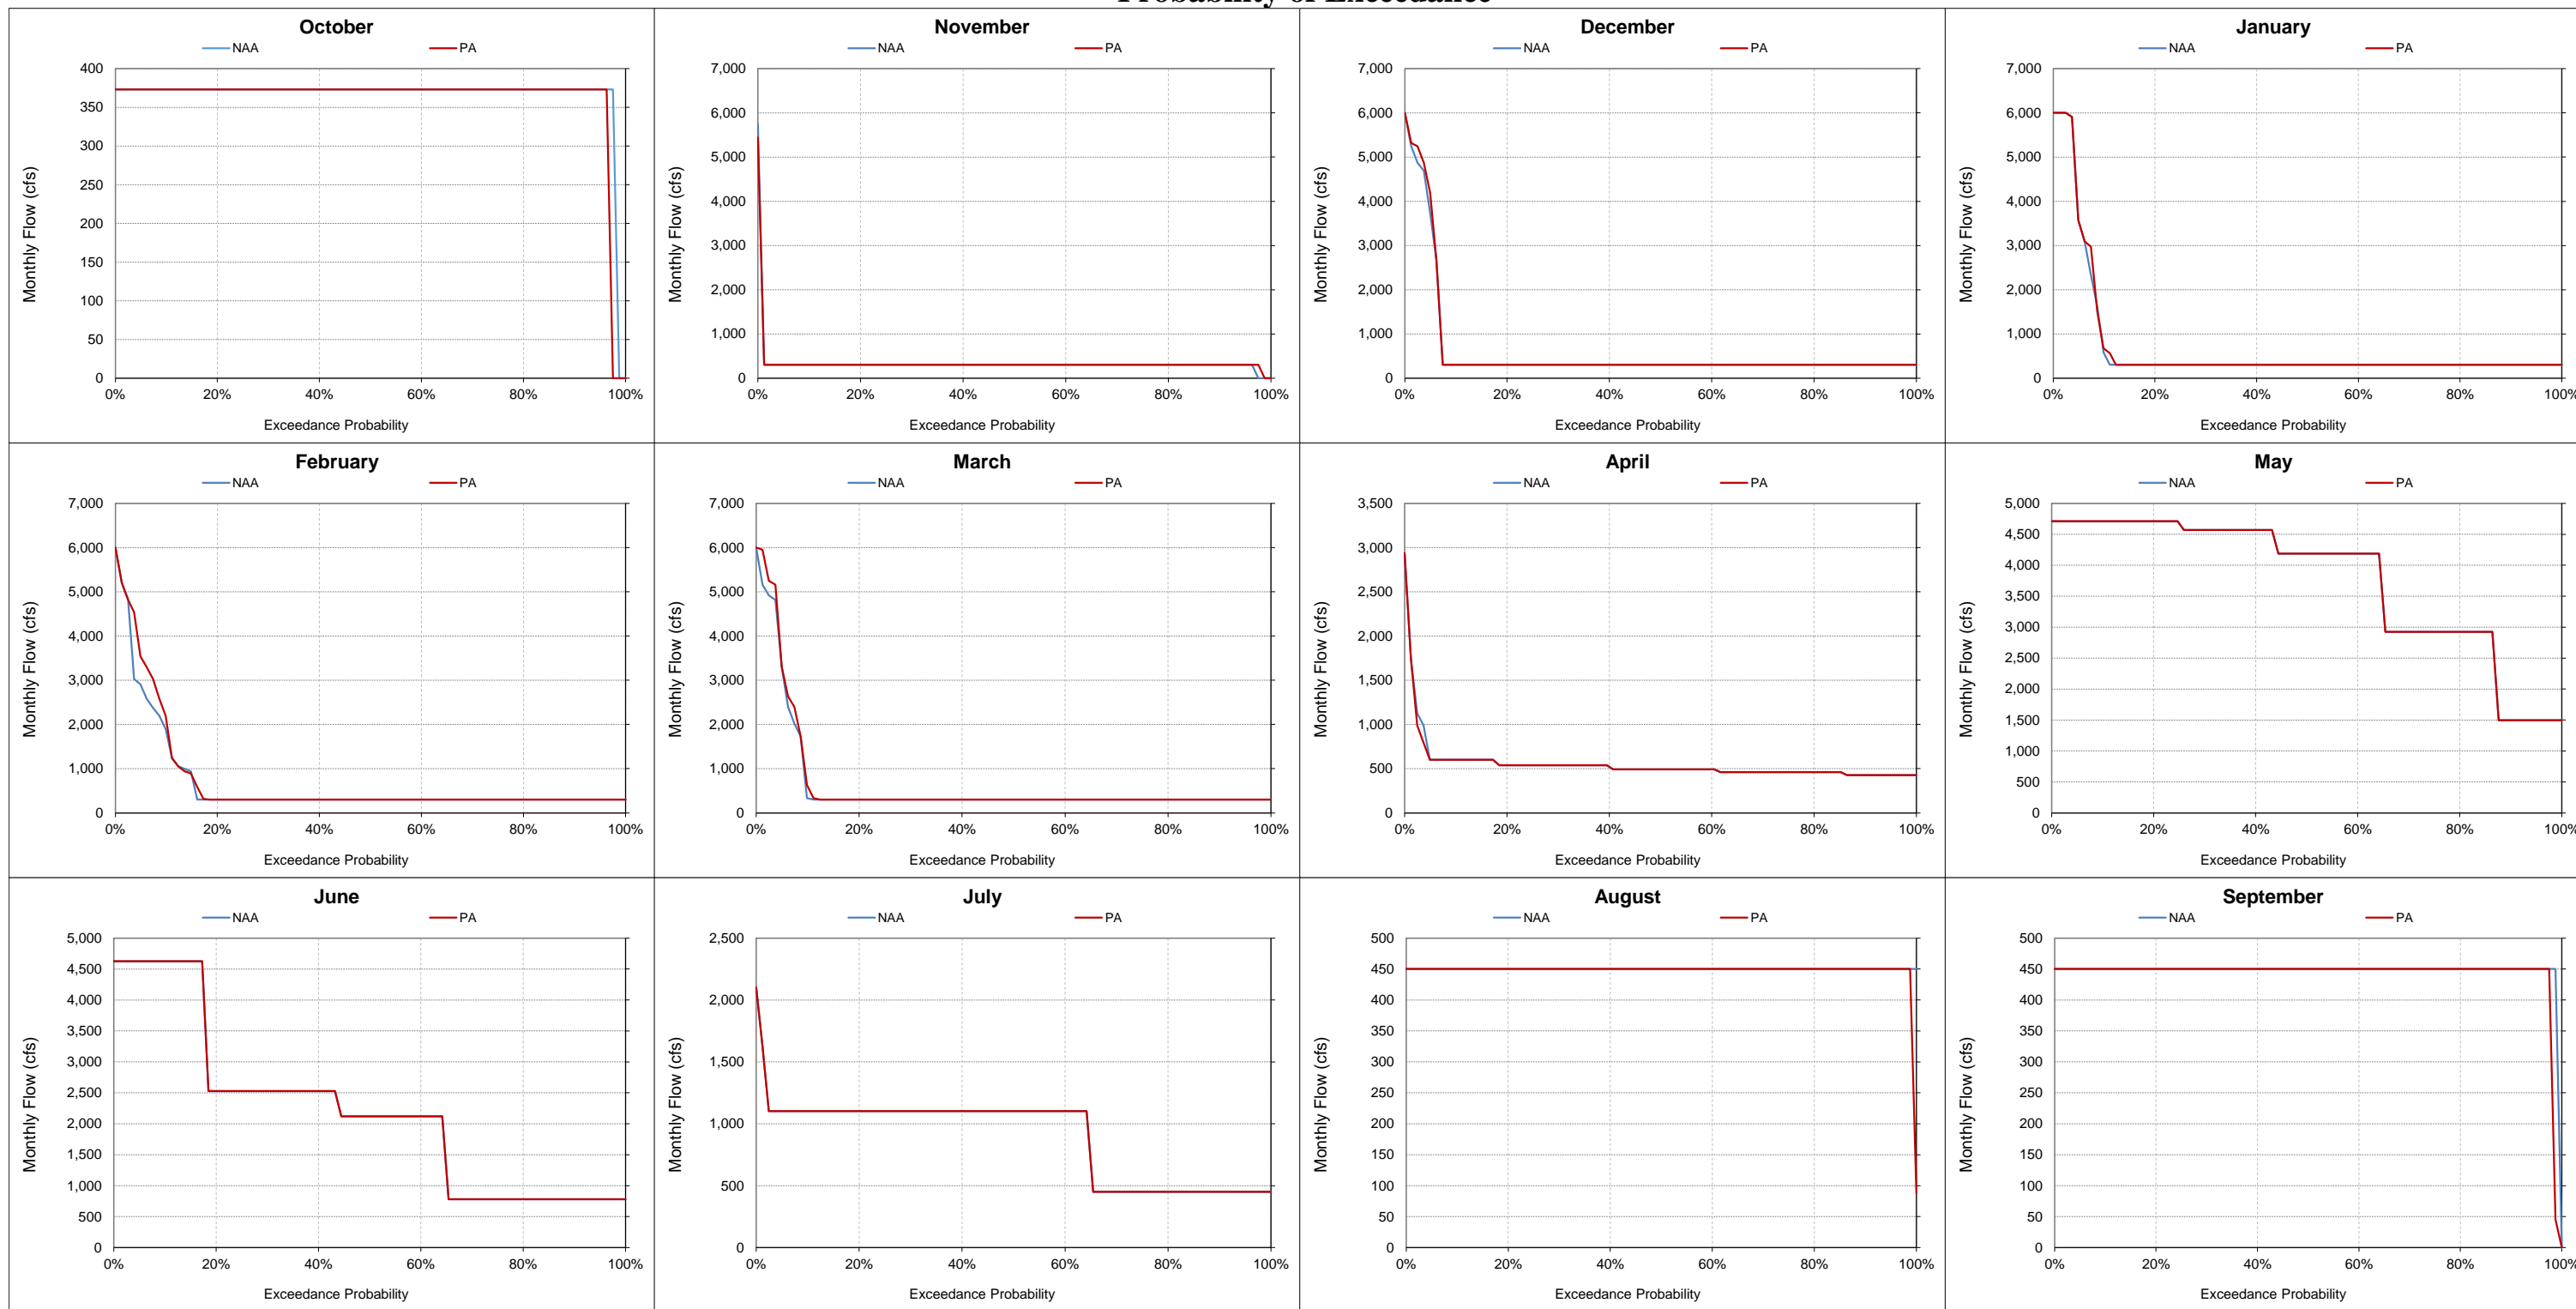 Probability of Exceedance
October
NAA PA
400
350
300
250
200
150
100
50
0
Monthly Flow (cfs)
0% 20% 40% 60% 80% 100%
Exceedance Probability
November
NAA PA
7,000
6,000
5,000
4,000
3,000
2,000
1,000
0
Monthly Flow (cfs)
0% 20% 40% 60% 80% 100%
Exceedance Probability
December
NAA PA
7,000
6,000
5,000
4,000
3,000
2,000
1,000
0
Monthly Flow (cfs)
0% 20% 40% 60% 80% 100%
Exceedance Probability
January
NAA PA
7,000
6,000
5,000
4,000
3,000
2,000
1,000
0
Monthly Flow (cfs)
0% 20% 40% 60% 80% 100%
Exceedance Probability
February
NAA PA
7,000
6,000
5,000
4,000
3,000
2,000
1,000
0
Monthly Flow (cfs)
0% 20% 40% 60% 80% 100%
Exceedance Probability
March
NAA PA
7,000
6,000
5,000
4,000
3,000
2,000
1,000
0
Monthly Flow (cfs)
0% 20% 40% 60% 80% 100%
Exceedance Probability
April
NAA PA
3,500
3,000
2,500
2,000
1,500
1,000
500
0
Monthly Flow (cfs)
0% 20% 40% 60% 80% 100%
Exceedance Probability
May
NAA PA
5,000
4,500
4,000
3,500
3,000
2,500
2,000
1,500
1,000
500
0
Monthly Flow (cfs)
0% 20% 40% 60% 80% 100%
Exceedance Probability
June
NAA PA
5,000
4,500
4,000
3,500
3,000
2,500
2,000
1,500
1,000
500
0
Monthly Flow (cfs)
0% 20% 40% 60% 80% 100%
Exceedance Probability
July
NAA PA
2,500
2,000
1,500
1,000
500
0
Monthly Flow (cfs)
0% 20% 40% 60% 80% 100%
Exceedance Probability
August
NAA PA
500
450
400
350
300
250
200
150
100
50
0
Monthly Flow (cfs)
0% 20% 40% 60% 80% 100%
Exceedance Probability
September
NAA PA
500
450
400
350
300
250
200
150
100
50
0
Monthly Flow (cfs)
0% 20% 40% 60% 80% 100%
Exceedance Probability